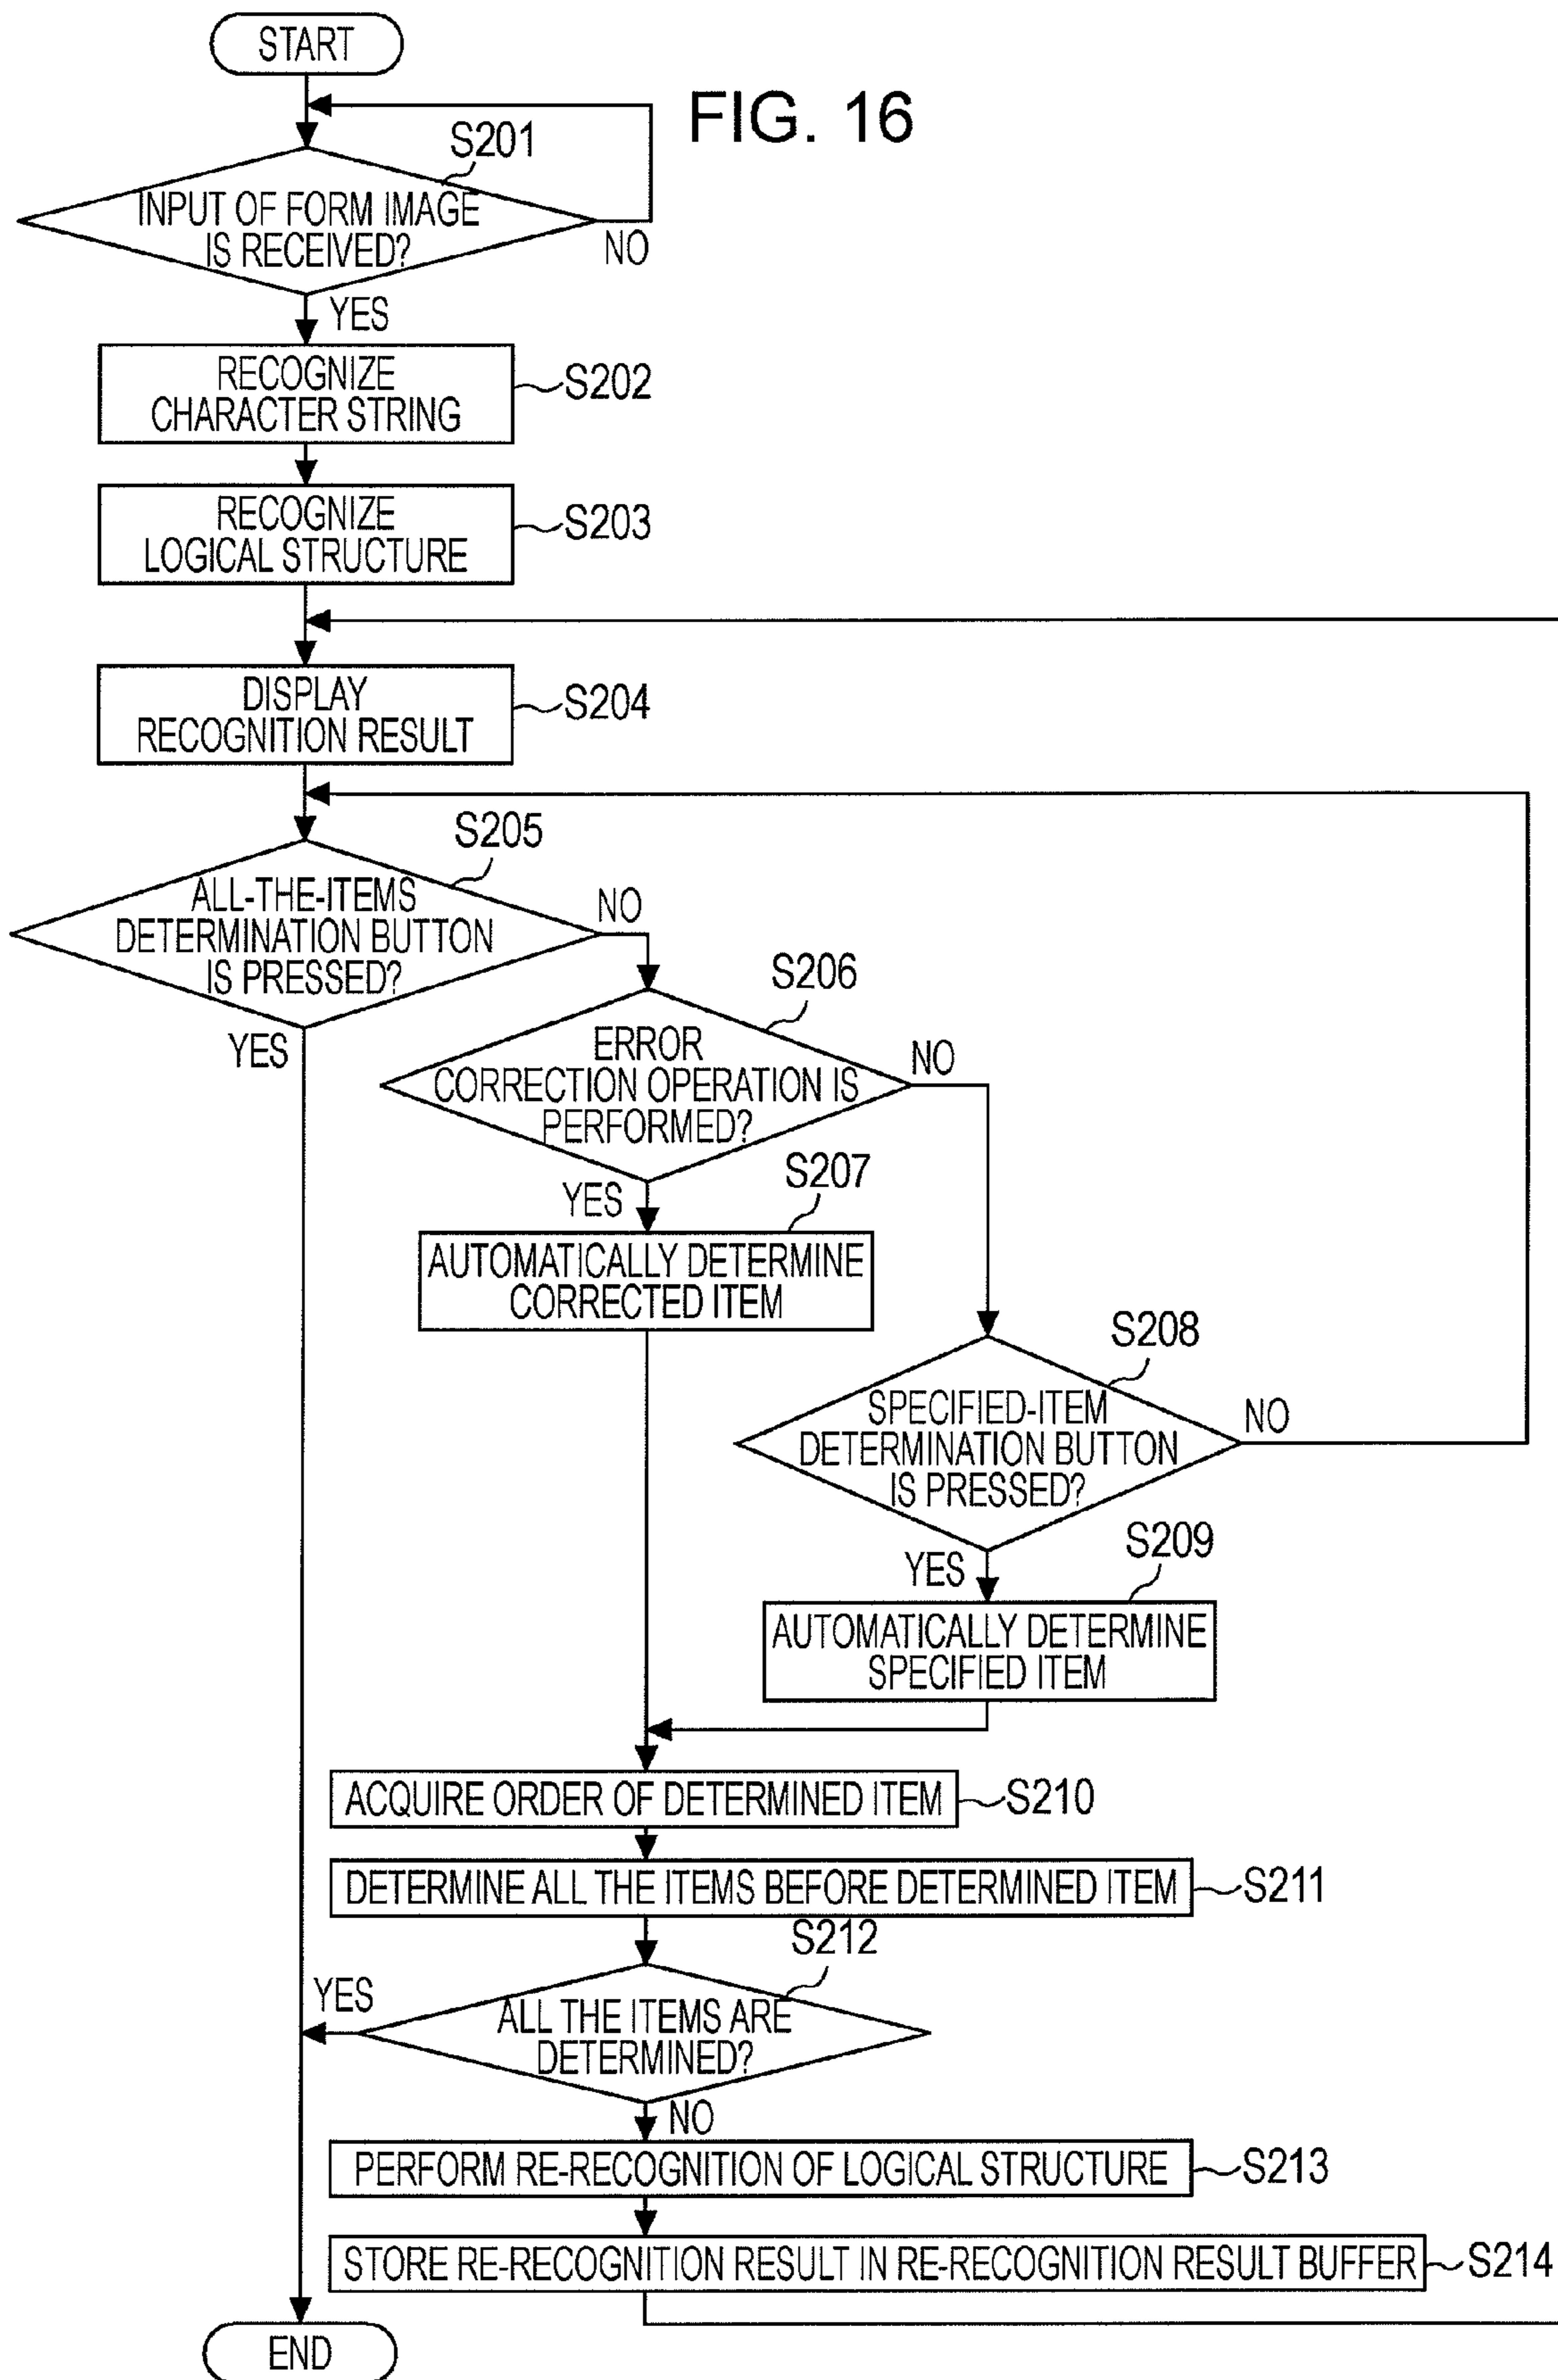 START
FIG. 16
S201
INPUT OF FORM IMAGE
IS RECEIVED?
NO
YES
RECOGNIZE
CHARACTER STRING
S202
RECOGNIZE
LOGICAL STRUCTURE
S203
DISPLAY
RECOGNITION RESULT
S204
S205
ALL-THE-ITEMS
DETERMINATION BUTTON
IS PRESSED?
NO
YES
S206
ERROR
CORRECTION OPERATION IS
PERFORMED?
NO
YES
S207
AUTOMATICALLY DETERMINE
CORRECTED ITEM
S208
SPECIFIED-ITEM
DETERMINATION BUTTON
IS PRESSED?
NO
YES
S209
AUTOMATICALLY DETERMINE
SPECIFIED ITEM
ACQUIRE ORDER OF DETERMINED ITEM
S210
DETERMINE ALL THE ITEMS BEFORE DETERMINED ITEM
S211
S212
YES
ALL THE ITEMS ARE
DETERMINED?
NO
PERFORM RE-RECOGNITION OF LOGICAL STRUCTURE
S213
STORE RE-RECOGNITION RESULT IN RE-RECOGNITION RESULT BUFFER
S214
END